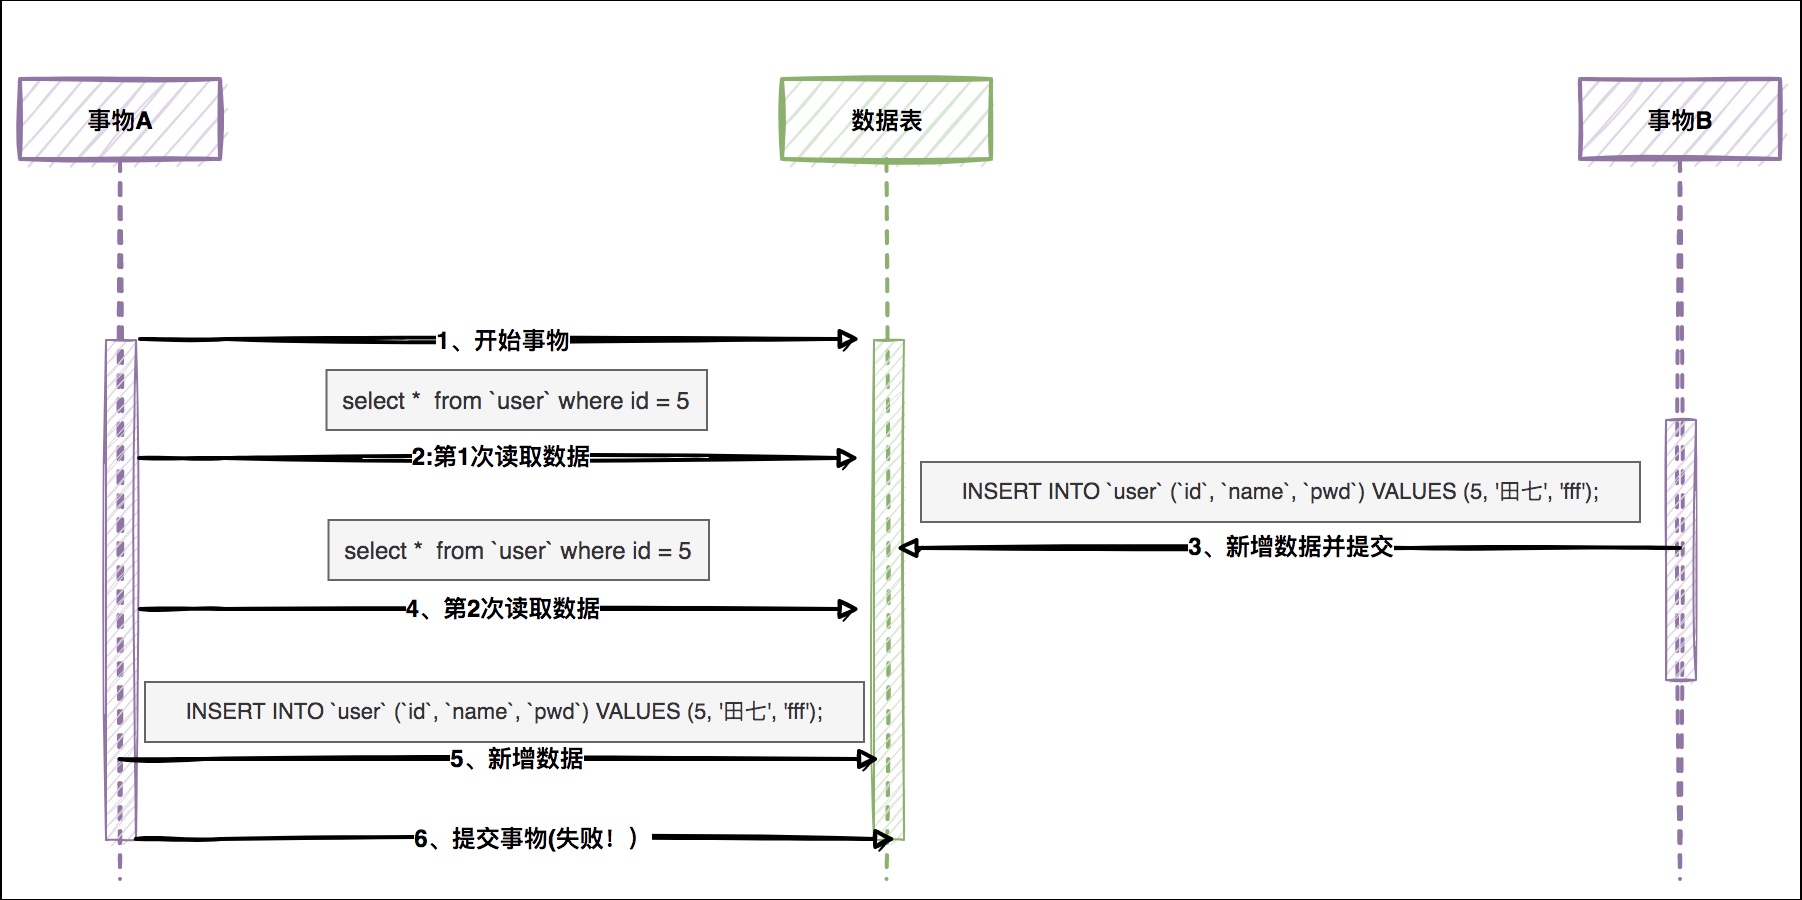 事物A
数据表
事物B
1、开始事物
select *  from `user` where id = 5
2:第1次读取数据
INSERT INTO `user` (`id`, `name`, `pwd`) VALUES (5, '田七', 'fff');
3、新增数据并提交
select *  from `user` where id = 5
4、第2次读取数据
INSERT INTO `user` (`id`, `name`, `pwd`) VALUES (5, '田七', 'fff');
5、新增数据
6、提交事物(失败！)